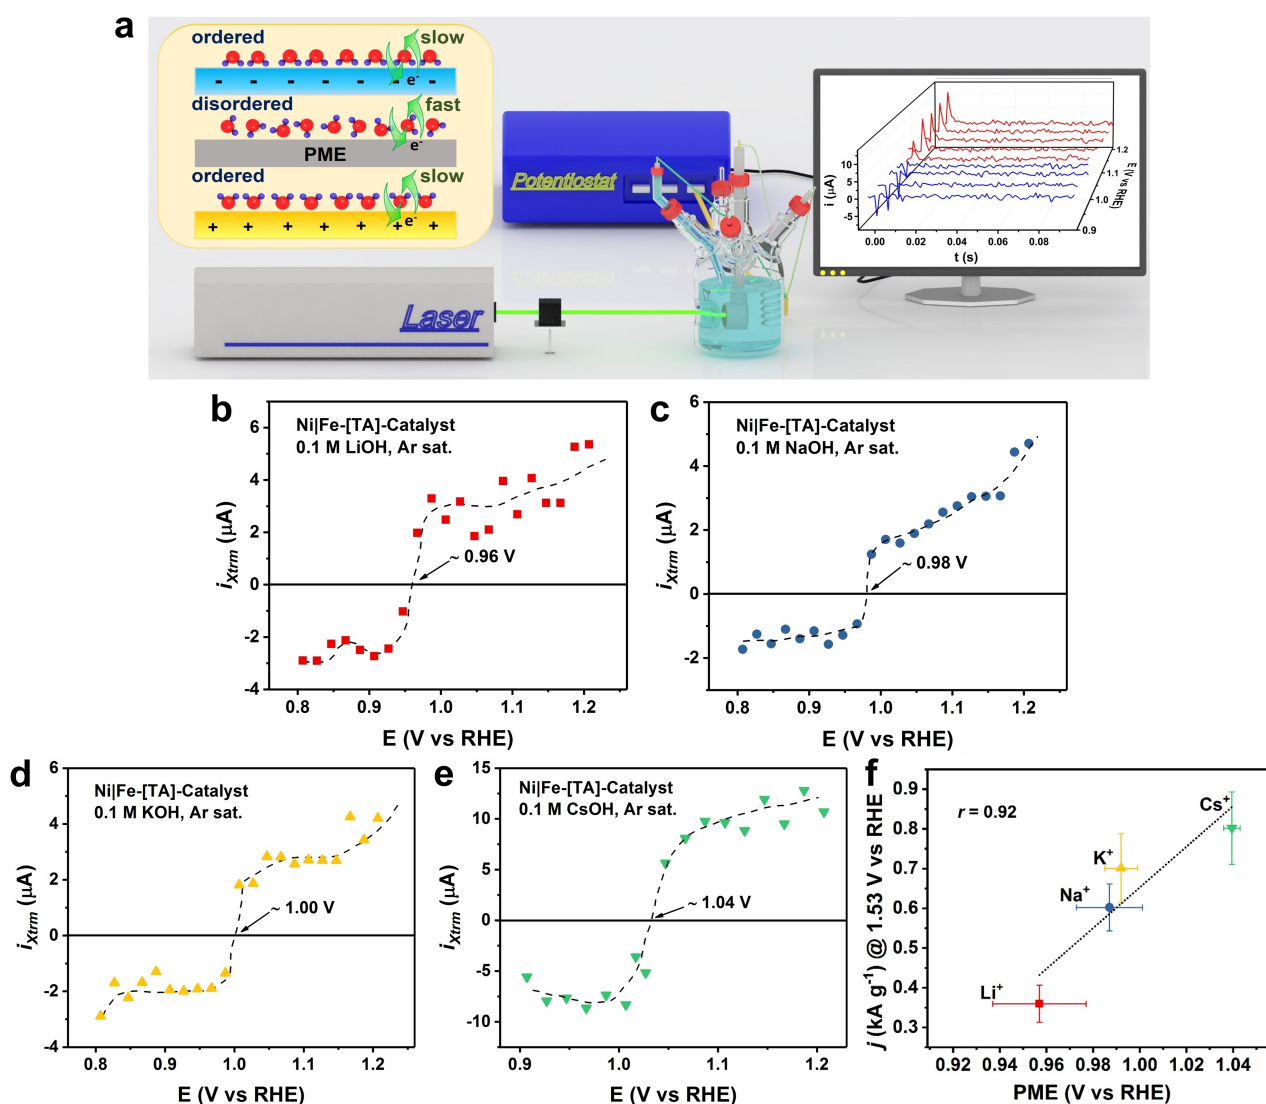 a
ordered
slow
- - - - - -
e-
disordered
fast
e-
PME
ordered
slow
e-
+ + + + + +
Potentiostat
Laser
i (µA)
10
5
0
-5
0.00 0.02 0.04 0.06 0.08
t (s)
0.9
1.0
1.1
1.2
E (V vs RHE)
b
Ni|Fe-[TA]-Catalyst
0.1 M LiOH, Ar sat.
~ 0.96 V
iXtrm (µA)
6
4
2
0
-2
-4
0.8 0.9 1.0 1.1 1.2
E (V vs RHE)
c
Ni|Fe-[TA]-Catalyst
0.1 M NaOH, Ar sat.
~ 0.98 V
iXtrm (µA)
6
4
2
0
-2
0.8 0.9 1.0 1.1 1.2
E (V vs RHE)
d
Ni|Fe-[TA]-Catalyst
0.1 M KOH, Ar sat.
~ 1.00 V
iXtrm (µA)
6
4
2
0
-2
-4
0.8 0.9 1.0 1.1 1.2
E (V vs RHE)
e
Ni|Fe-[TA]-Catalyst
0.1 M CsOH, Ar sat.
~ 1.04 V
iXtrm (µA)
15
10
5
0
-5
-10
0.9 1.0 1.1 1.2
E (V vs RHE)
f
r = 0.92
Cs+
K+
Na+
Li+
j (kA g-1) @ 1.53 V vs RHE
0.9
0.8
0.7
0.6
0.5
0.4
0.3
0.92 0.94 0.96 0.98 1.00 1.02 1.04
PME (V vs RHE)